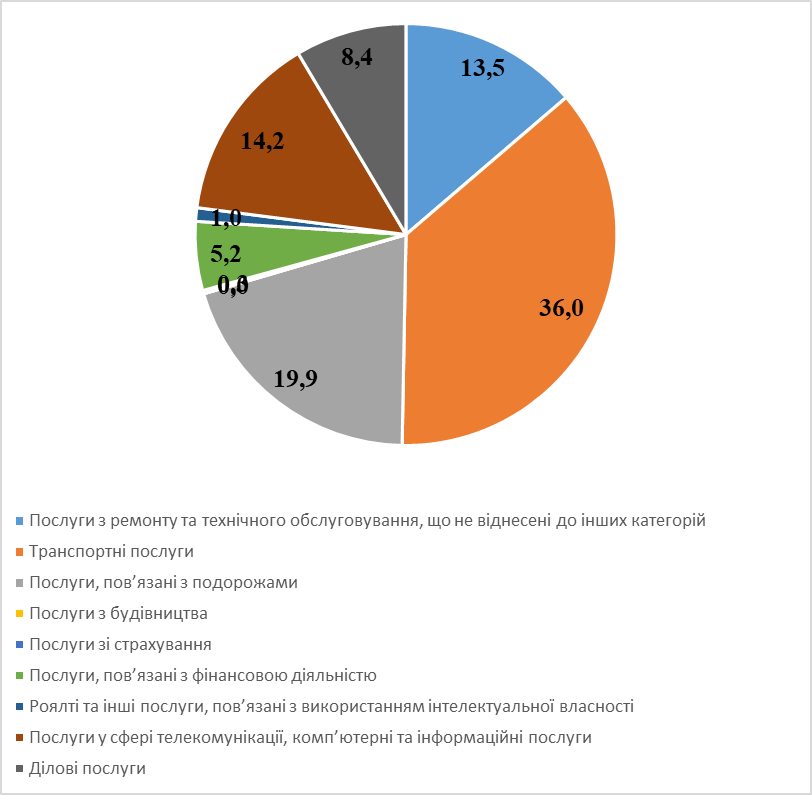 8,4
13,5
14,2
1,0
5,2
36,0
19,9
Послуги з ремонту та технічного обслуговування, що не віднесені до інших категорій
Транспортні послуги
Послуги, пов’язані з подорожами
Послуги з будівництва
Послуги зі страхування
Послуги, пов’язані з фінансовою діяльністю
Роялті та інші послуги, пов’язані з використанням інтелектуальної власності
Послуги у сфері телекомунікації, комп’ютерні та інформаційні послуги
Ділові послуги